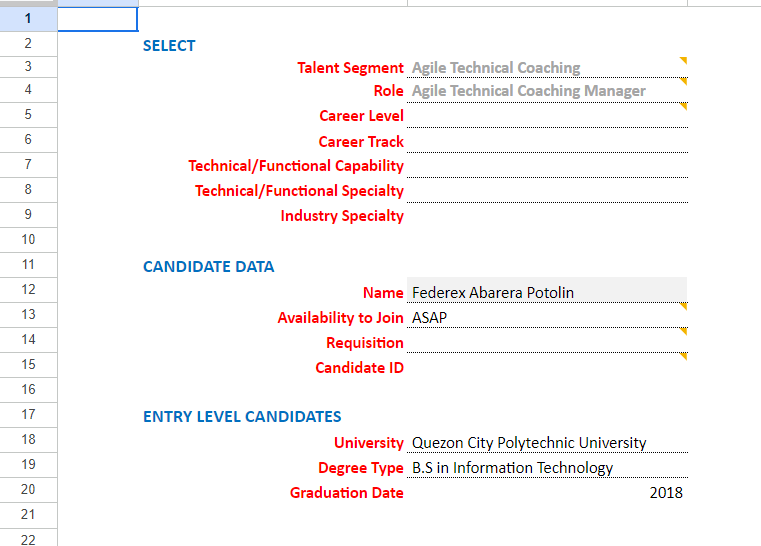 1
2 SELECT
3 Talent Segment Agile Technical Coaching
4 Role Agile Technical Coaching Manager
5 Career Level
6 Career Track
7 Technical/Functional Capability
8 Technical/Functional Specialty
9 Industry Specialty
10
11 CANDIDATE DATA
12 Name Federex Abarera Potolin
13 Availability to Join ASAP
14 Requisition
15 Candidate ID
16
17 ENTRY LEVEL CANDIDATES
18 University Quezon City Polytechnic University
19 Degree Type B.S in Information Technology
20 Graduation Date 2018
21
22